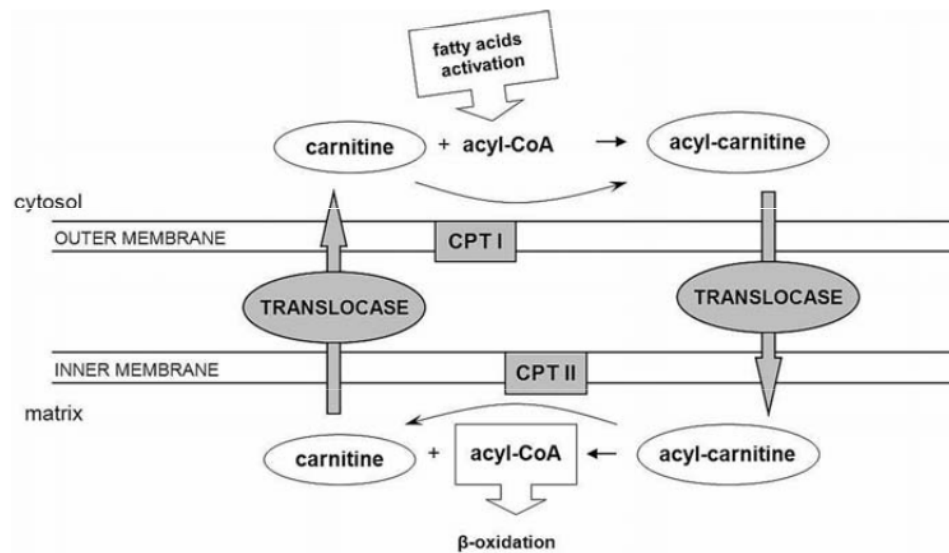 fatty acids
activation
carnitine + acyl-CoA acyl-carnitine
cytosol
OUTER MEMBRANE CPT I
TRANSLOCASE TRANSLOCASE
INNER MEMBRANE CPT II
matrix
carnitine + acyl-CoA acyl-carnitine
β-oxidation